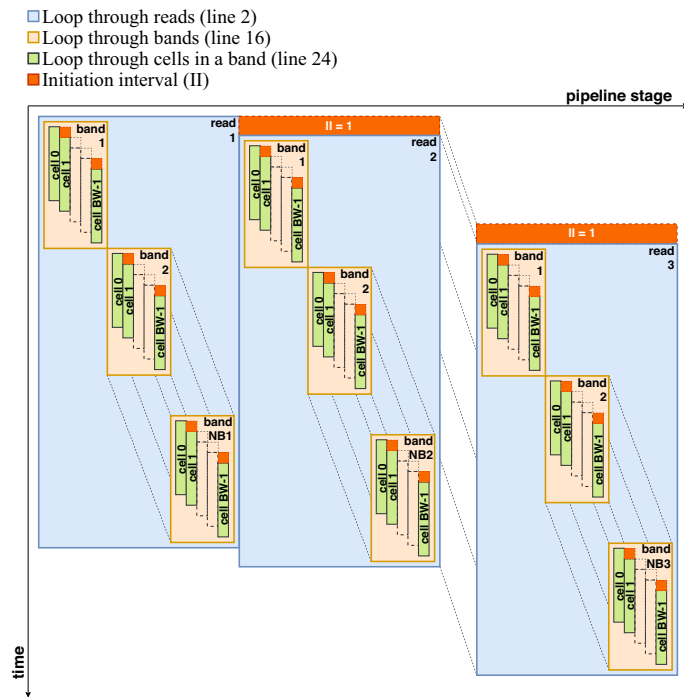 Loop through reads (line 2)
Loop through bands (line 16)
Loop through cells in a band (line 24)
Initiation interval (II)
pipeline stage
time
read
1
band
1
cell 0
cell 1
cell BW-1
band
2
cell 0
cell 1
cell BW-1
band
NB1
cell 0
cell 1
cell BW-1
II = 1
read
2
band
1
cell 0
cell 1
cell BW-1
band
2
cell 0
cell 1
cell BW-1
band
NB2
cell 0
cell 1
cell BW-1
II = 1
read
3
band
1
cell 0
cell 1
cell BW-1
band
2
cell 0
cell 1
cell BW-1
band
NB3
cell 0
cell 1
cell BW-1